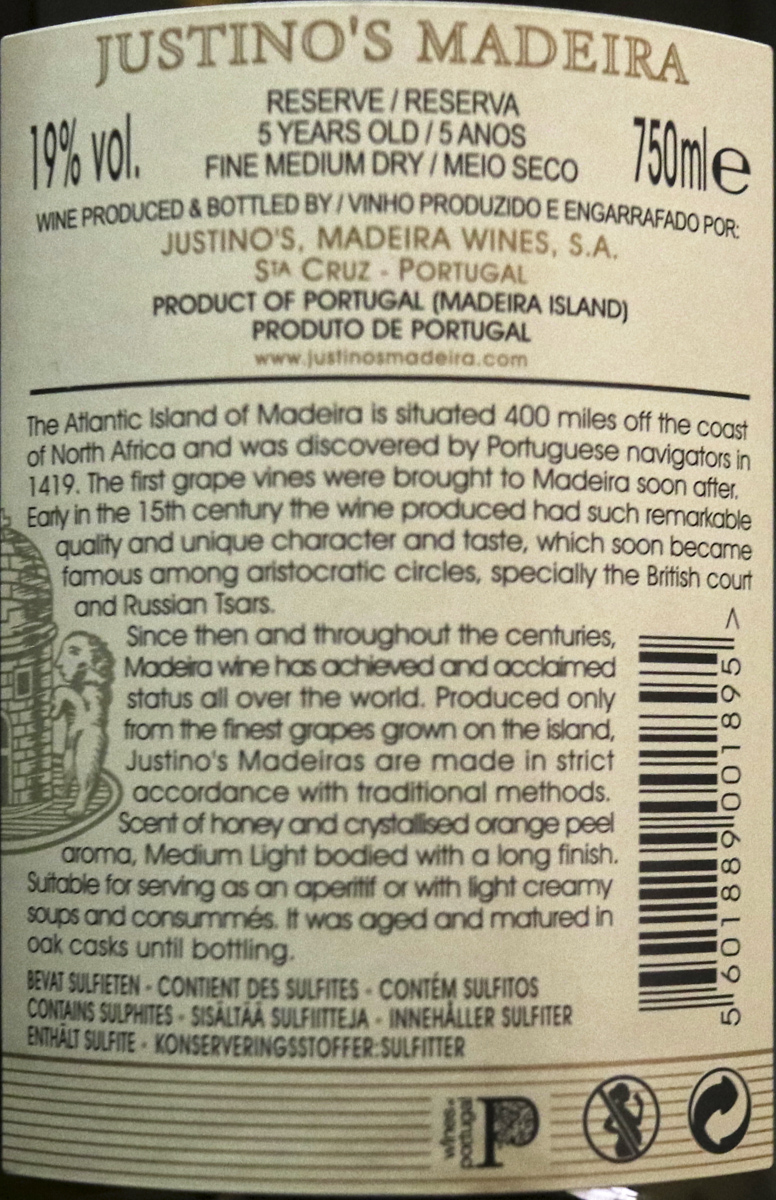 JUSTINO'S MADEIRA
RESERVE / RESERVA
19% vol.
5 YEARS OLD / 5 ANOS
750ml e
FINE MEDIUM DRY / MEIO SECO
WINE PRODUCED & BOTTLED BY / VINHO PRODUZIDO E ENGARRAFADO POR:
JUSTINO'S, MADEIRA WINES, S.A.
STA CRUZ - PORTUGAL
PRODUCT OF PORTUGAL (MADEIRA ISLAND)
PRODUTO DE PORTUGAL
www.justinosmadeira.com
The Atlantic Island of Madeira is situated 400 miles off the coast
of North Africa and was discovered by Portuguese navigators in
1419. The first grape vines were brought to Madeira soon after.
Early in the 15th century the wine produced had such remarkable
quality and unique character and taste, which soon became
famous among aristocratic circles, specially the British court
and Russian Tsars.
Since then and throughout the centuries,
Madeira wine has achieved and acclaimed
status all over the world. Produced only
from the finest grapes grown on the island,
Justino's Madeiras are made in strict
accordance with traditional methods.
Scent of honey and crystallised orange peel
aroma, Medium Light bodied with a long finish.
Suitable for serving as an aperitif or with light creamy
soups and consummés. It was aged and matured in
oak casks until bottling.
BEVAT SULFIETEN - CONTIENT DES SULFITES - CONTÉM SULFITOS
CONTAINS SULPHITES - SISÄLTÄÄ SULFIITTEJA - INNEHÅLLER SULFITER
ENTHÄLT SULFITE - KONSERVERINGSSTOFFER:SULFITTER
5 601889 001895 >
wines of portugal